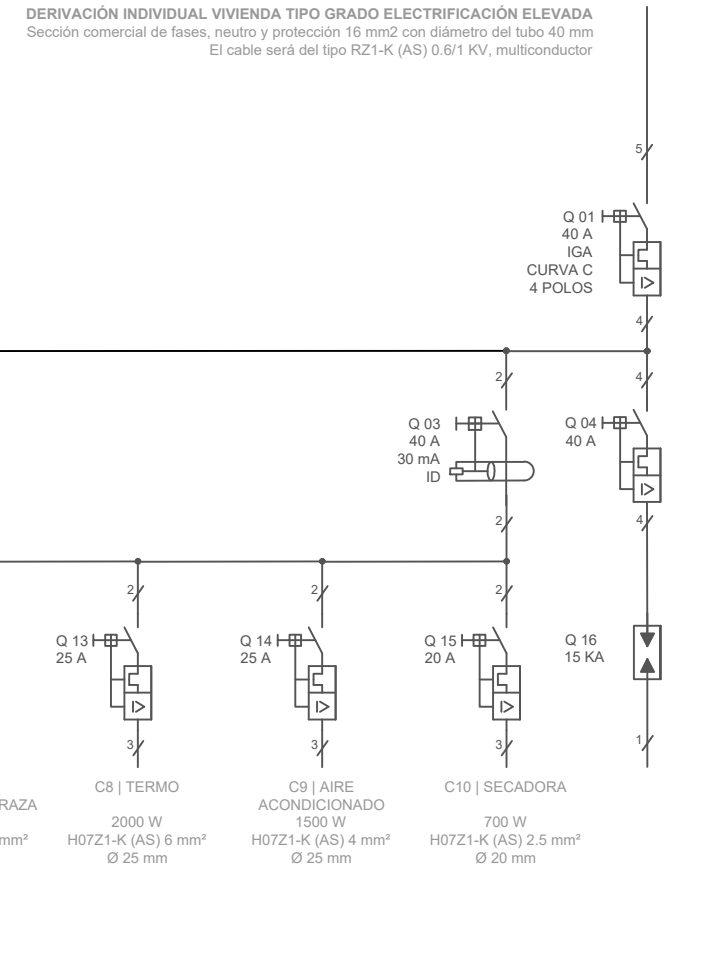 DERIVACIÓN INDIVIDUAL VIVIENDA TIPO GRADO ELECTRIFICACIÓN ELEVADA
Sección comercial de fases, neutro y protección 16 mm2 con diámetro del tubo 40 mm
El cable será del tipo RZ1-K (AS) 0.6/1 KV, multiconductor
5
Q 01
40 A
IGA
CURVA C
4 POLOS
4
2
4
Q 03
40 A
30 mA
ID
Q 04
40 A
2
4
2
2
2
Q 13
25 A
Q 14
25 A
Q 15
20 A
Q 16
15 KA
3
3
3
1
RAZA
mm²
C8 | TERMO
2000 W
H07Z1-K (AS) 6 mm²
Ø 25 mm
C9 | AIRE
ACONDICIONADO
1500 W
H07Z1-K (AS) 4 mm²
Ø 25 mm
C10 | SECADORA
700 W
H07Z1-K (AS) 2.5 mm²
Ø 20 mm